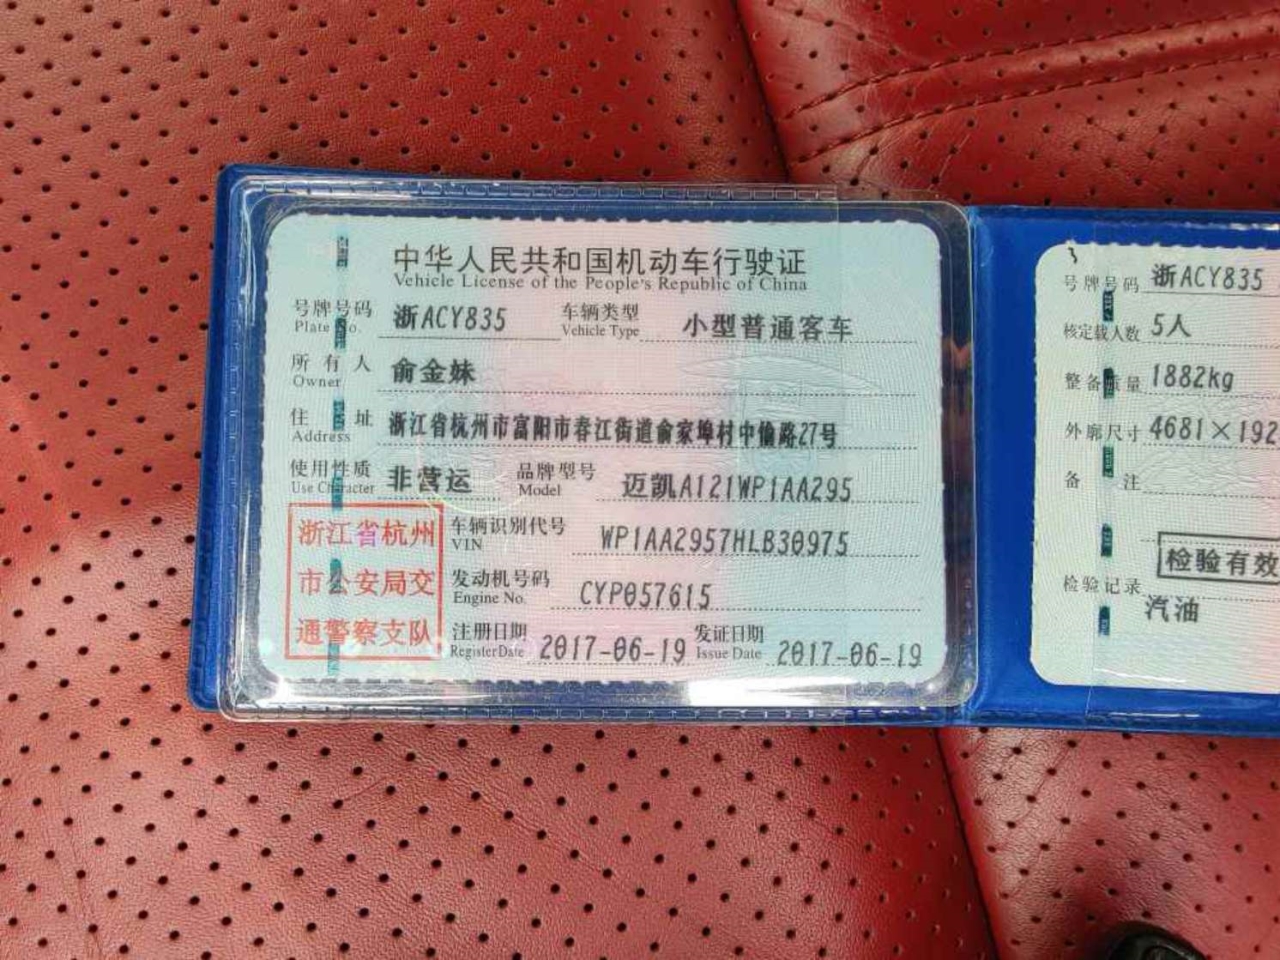 中华人民共和国机动车行驶证
Vehicle License of the People's Republic of China
号牌号码 浙ACY835 车辆类型 小型普通客车
Plate No. Vehicle Type
所有人 俞金妹
Owner
住址 浙江省杭州市富阳市春江街道俞家埠村中愉路27号
Address
使用性质 非营运 品牌型号 迈凯A121WP1AA295
Use Character Model
浙江省杭州
市公安局交
通警察支队
车辆识别代号 WP1AA2957HLB30975
VIN
发动机号码 CYP057615
Engine No.
注册日期 2017-06-19 发证日期 2017-06-19
Register Date Issue Date
号牌号码 浙ACY835
核定载人数 5人
整备质量 1882kg
外廓尺寸 4681×192
备注
检验有效
检验记录
汽油